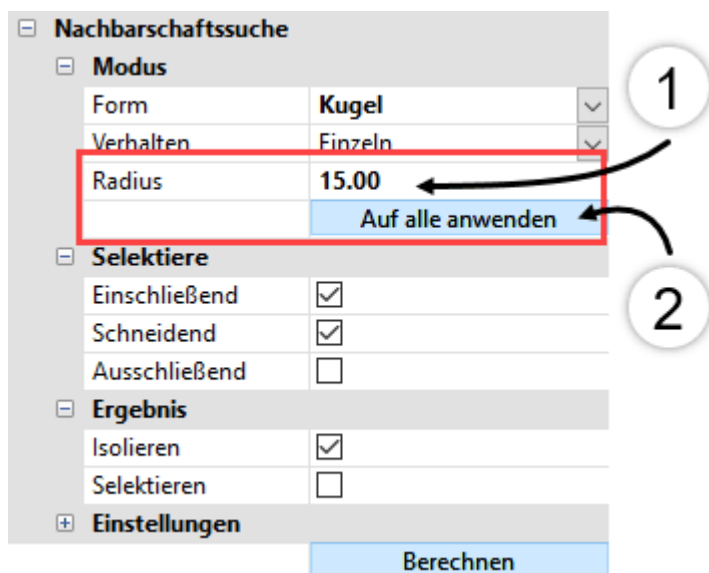 Nachbarschaftssuche
Modus
Form Kugel
1
Verhalten Einzeln
Radius 15.00
Auf alle anwenden
Selektiere
Einschließend
2
Schneidend
Ausschließend
Ergebnis
Isolieren
Selektieren
Einstellungen
Berechnen